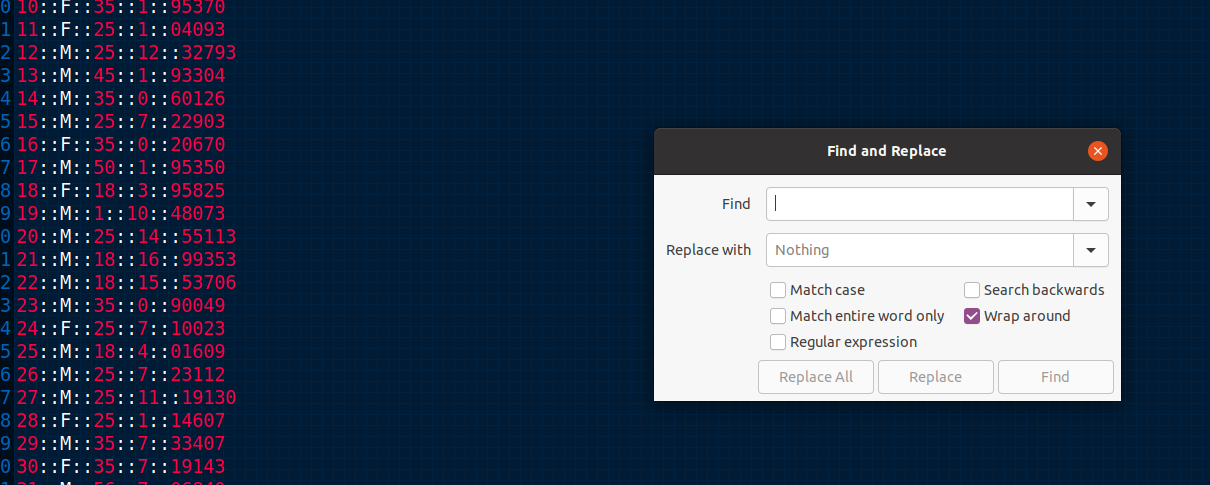 0 10::F::35::1::95370
1 11::F::25::1::04093
2 12::M::25::12::32793
3 13::M::45::1::93304
4 14::M::35::0::60126
5 15::M::25::7::22903
6 16::F::35::0::20670
7 17::M::50::1::95350
8 18::F::18::3::95825
9 19::M::1::10::48073
0 20::M::25::14::55113
1 21::M::18::16::99353
2 22::M::18::15::53706
3 23::M::35::0::90049
4 24::F::25::7::10023
5 25::M::18::4::01609
6 26::M::25::7::23112
7 27::M::25::11::19130
8 28::F::25::1::14607
9 29::M::35::7::33407
0 30::F::35::7::19143
Find and Replace
Find
Replace with Nothing
Match case Search backwards
Match entire word only Wrap around
Regular expression
Replace All Replace Find